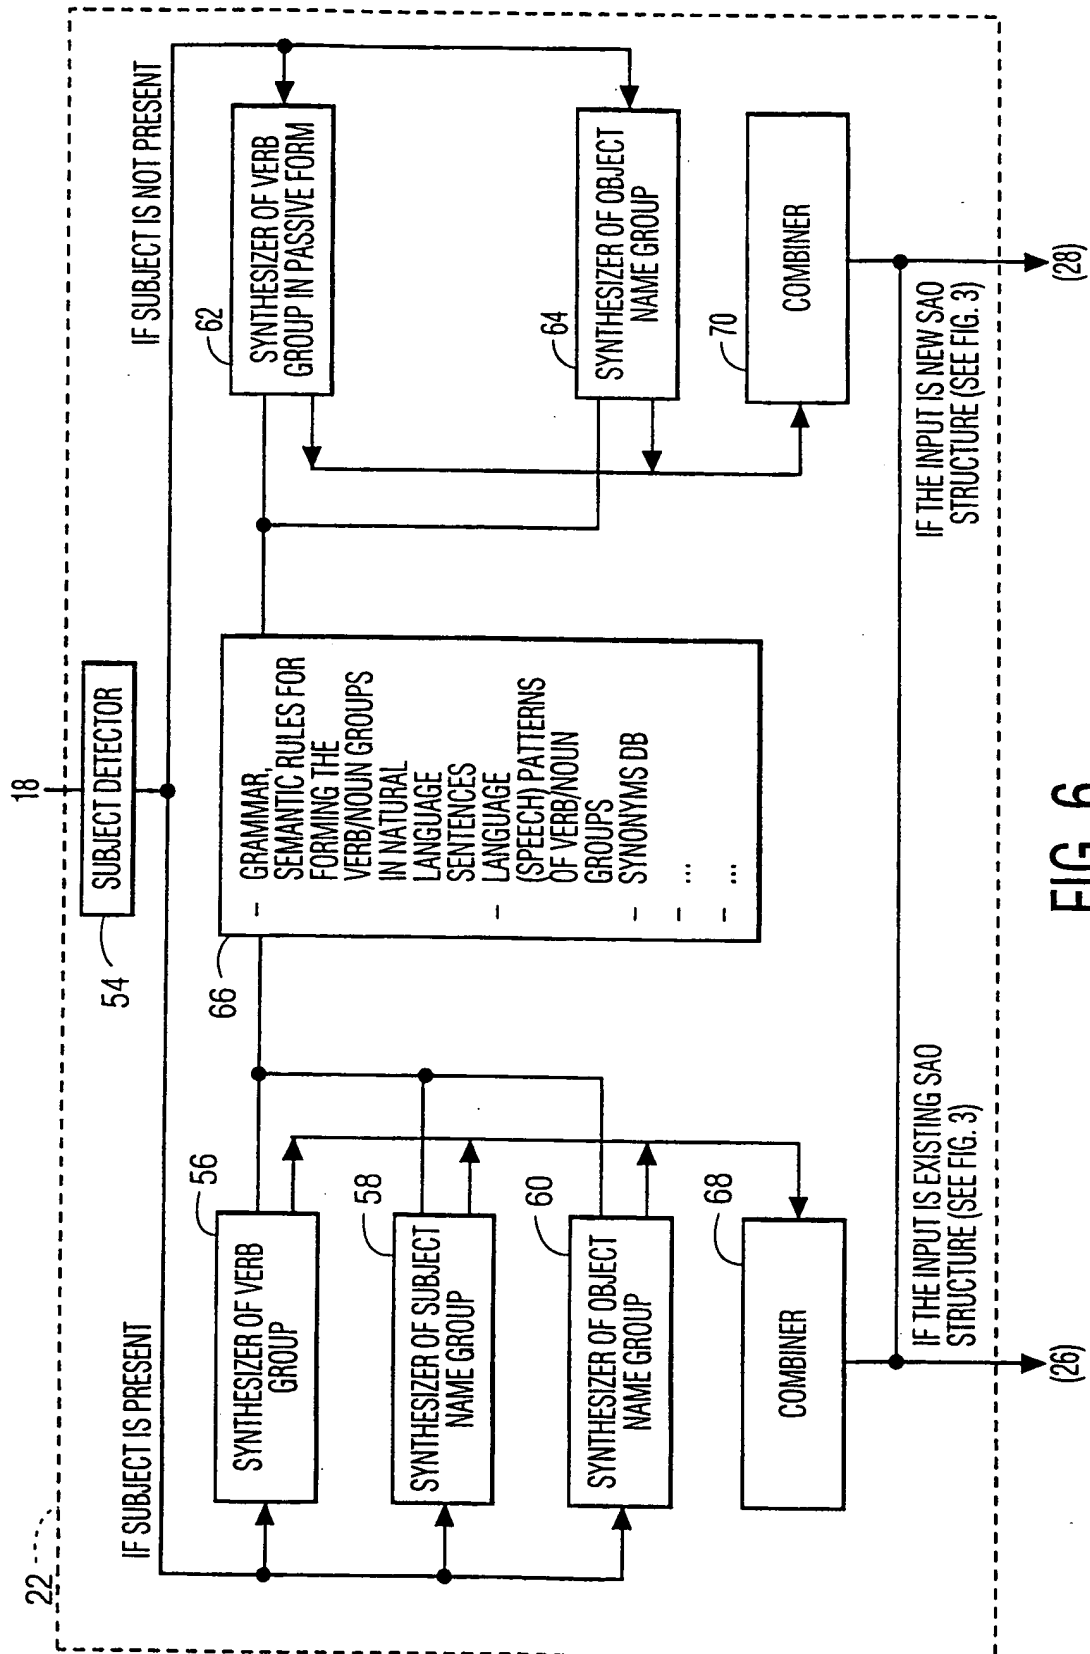 22
18
SUBJECT DETECTOR
54
IF SUBJECT IS PRESENT
IF SUBJECT IS NOT PRESENT
56
SYNTHESIZER OF VERB
GROUP
58
SYNTHESIZER OF SUBJECT
NAME GROUP
60
SYNTHESIZER OF OBJECT
NAME GROUP
68
COMBINER
66
– GRAMMAR,
SEMANTIC RULES FOR
FORMING THE
VERB/NOUN GROUPS
IN NATURAL
LANGUAGE
SENTENCES
– LANGUAGE
(SPEECH) PATTERNS
OF VERB/NOUN
GROUPS
– SYNONYMS DB
– ...
– ...
62
SYNTHESIZER OF VERB
GROUP IN PASSIVE FORM
64
SYNTHESIZER OF OBJECT
NAME GROUP
70
COMBINER
IF THE INPUT IS EXISTING SAO
STRUCTURE (SEE FIG. 3)
IF THE INPUT IS NEW SAO
STRUCTURE (SEE FIG. 3)
(26)
(28)
FIG. 6